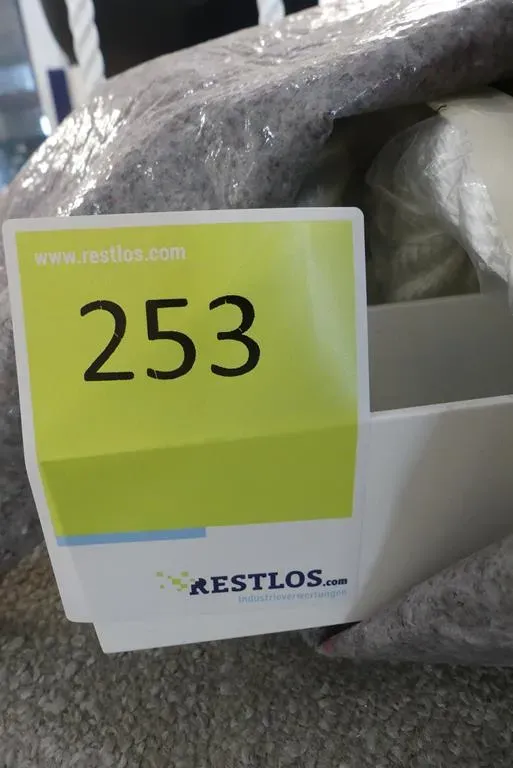 www.restlos.com
253
RESTLOS.com
Industrieverwertungen